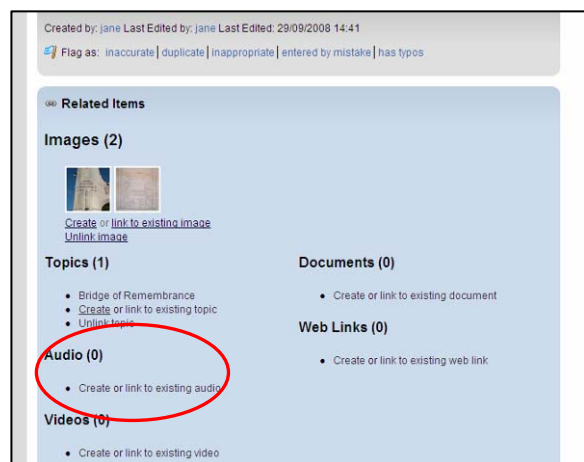 Created by: jane Last Edited by: jane Last Edited: 29/09/2008 14:41
Flag as: inaccurate | duplicate | inappropriate | entered by mistake | has typos
Related Items
Images (2)
Create or link to existing image
Unlink image
Topics (1)
• Bridge of Remembrance
• Create or link to existing topic
• Unlink topic
Audio (0)
• Create or link to existing audio
Videos (0)
• Create or link to existing video
Documents (0)
• Create or link to existing document
Web Links (0)
• Create or link to existing web link